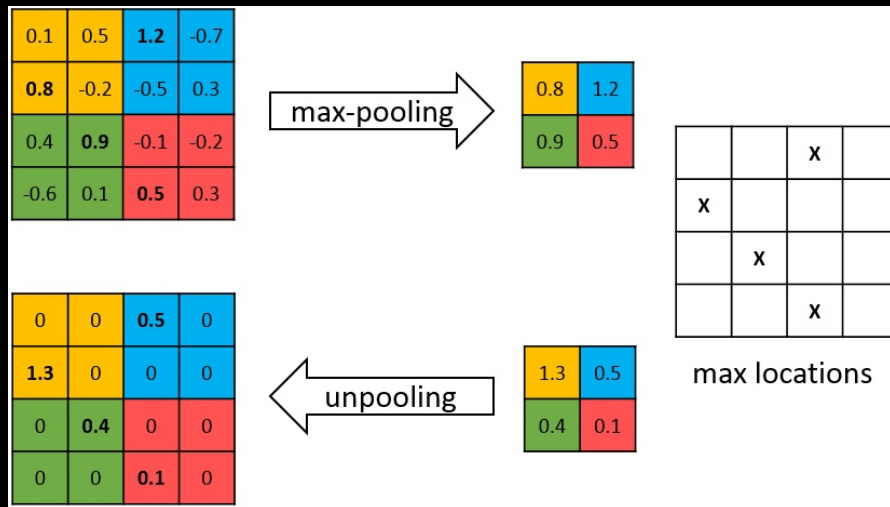 0.1 0.5 1.2 -0.7
0.8 -0.2 -0.5 0.3
0.4 0.9 -0.1 -0.2
-0.6 0.1 0.5 0.3
max-pooling
0.8 1.2
0.9 0.5
X
X
X
X
max locations
0 0 0.5 0
1.3 0 0 0
0 0.4 0 0
0 0 0.1 0
unpooling
1.3 0.5
0.4 0.1